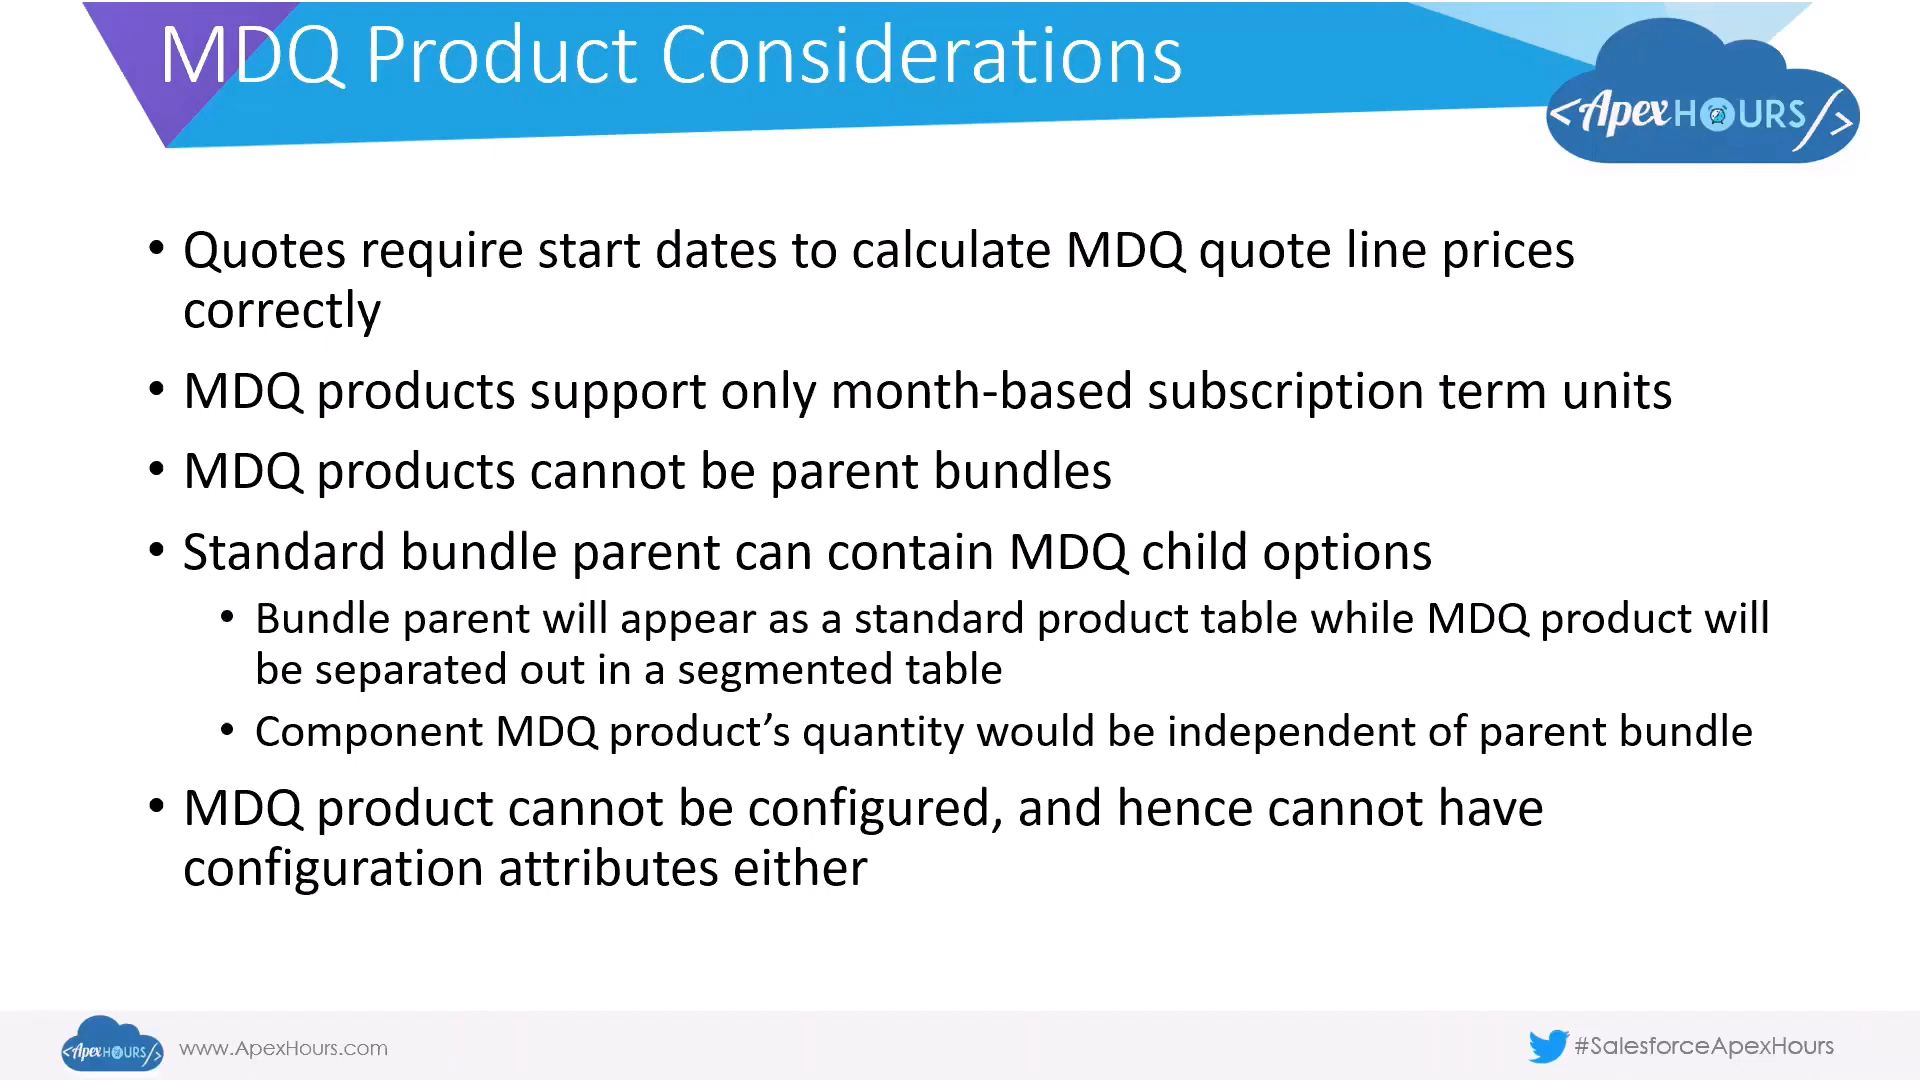 MDQ Product Considerations
<ApexHOURS/>
• Quotes require start dates to calculate MDQ quote line prices
correctly
• MDQ products support only month-based subscription term units
• MDQ products cannot be parent bundles
• Standard bundle parent can contain MDQ child options
• Bundle parent will appear as a standard product table while MDQ product will
be separated out in a segmented table
• Component MDQ product’s quantity would be independent of parent bundle
• MDQ product cannot be configured, and hence cannot have
configuration attributes either
<ApexHOURS/>
www.ApexHours.com
#SalesforceApexHours